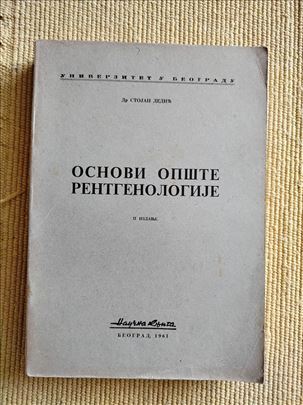 УНИВЕРЗИТЕТ У БЕОГРАДУ
Др СТОЈАН ДЕДИЋ
ОСНОВИ ОПШТЕ
РЕНТГЕНОЛОГИЈЕ
II ИЗДАЊЕ
Научна књига
БЕОГРАД, 1961